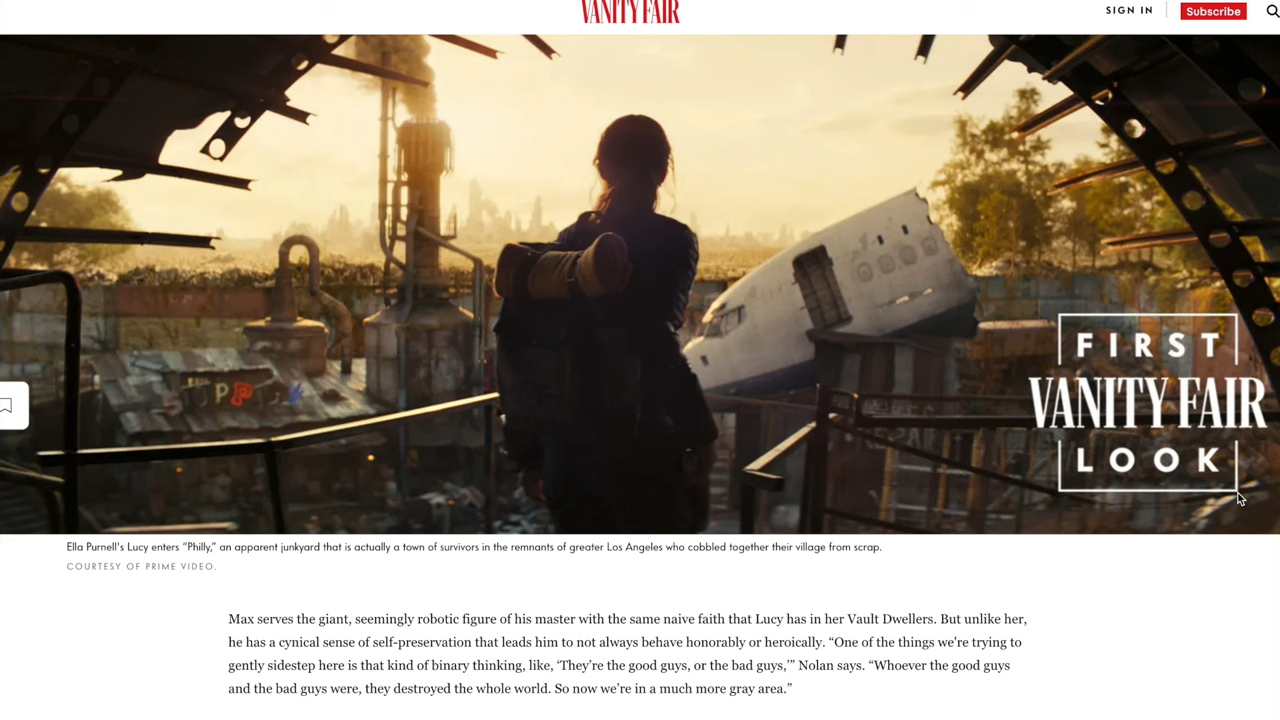 VANITY FAIR
SIGN IN
Subscribe
FIRST
VANITY FAIR
LOOK
Ella Purnell's Lucy enters “Philly,” an apparent junkyard that is actually a town of survivors in the remnants of greater Los Angeles who cobbled together their village from scrap.
COURTESY OF PRIME VIDEO.
Max serves the giant, seemingly robotic figure of his master with the same naive faith that Lucy has in her Vault Dwellers. But unlike her,
he has a cynical sense of self-preservation that leads him to not always behave honorably or heroically. “One of the things we're trying to
gently sidestep here is that kind of binary thinking, like, ‘They’re the good guys, or the bad guys,’” Nolan says. “Whoever the good guys
and the bad guys were, they destroyed the whole world. So now we’re in a much more gray area.”